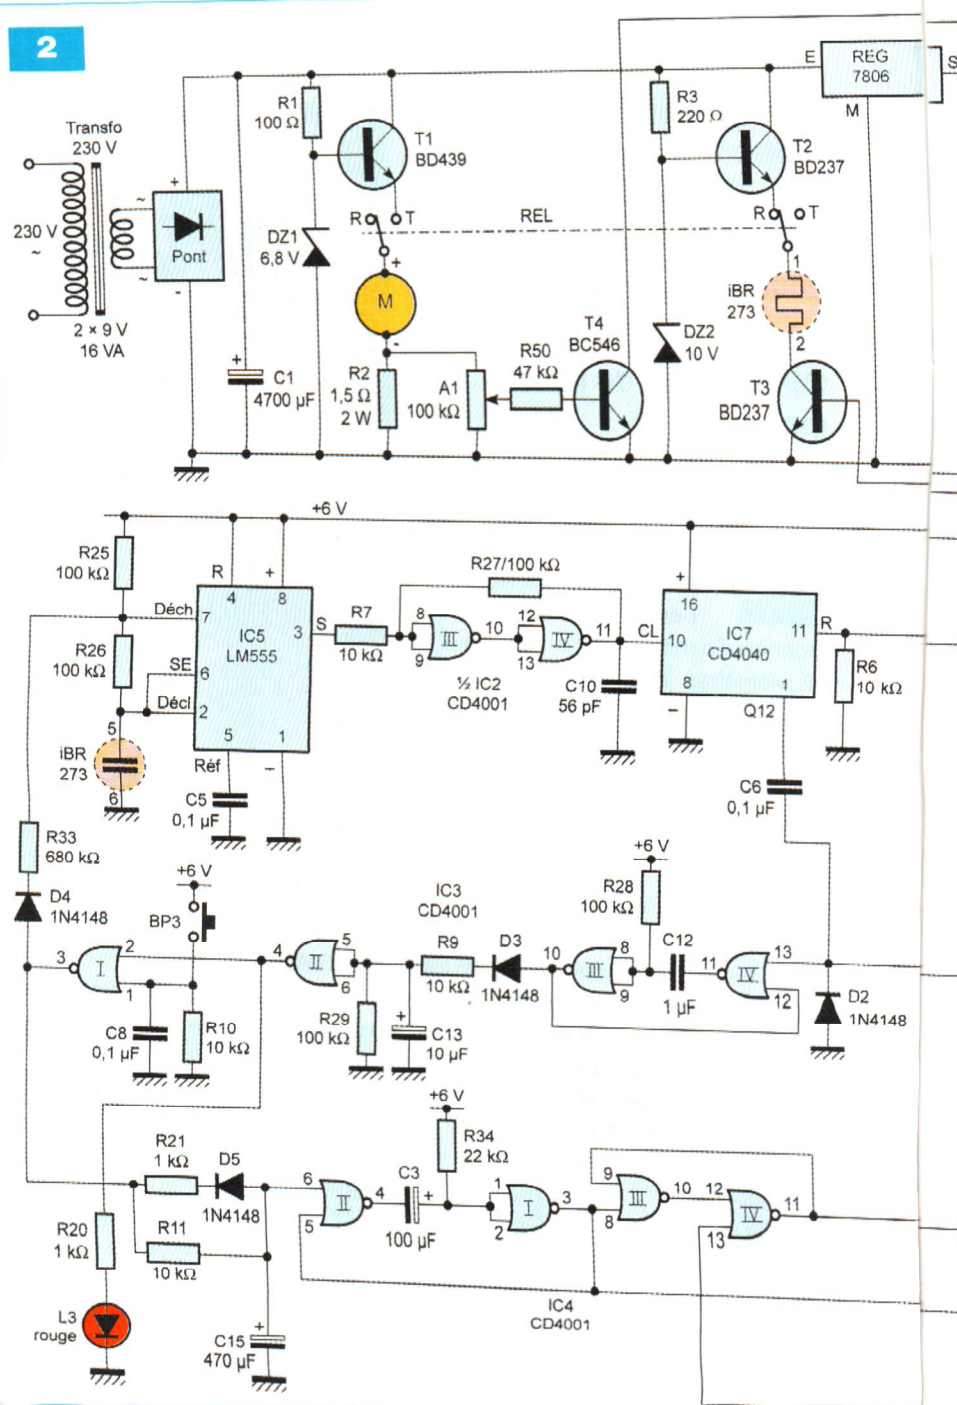 2
Transfo
230 V
230 V
~
~
~
+
-
Pont
2 × 9 V
16 VA
R1
100 Ω
T1
BD439
DZ1
6,8 V
R
T
+
M
-
C1
4700 µF
+
R2
1,5 Ω
2 W
A1
100 kΩ
R50
47 kΩ
T4
BC546
REL
R3
220 Ω
T2
BD237
R
T
1
iBR
273
2
DZ2
10 V
T3
BD237
E
REG
7806
S
M
+6 V
R25
100 kΩ
Déch
R26
100 kΩ
SE
Décl
5
iBR
273
6
R
+
4
8
7
IC5
LM555
3
S
6
2
5
1
Réf
–
C5
0,1 µF
R7
10 kΩ
R27/100 kΩ
8
9
III
10
12
13
IV
11
½ IC2
CD4001
C10
56 pF
CL
+
16
10
IC7
CD4040
11
R
8
1
–
Q12
R6
10 kΩ
C6
0,1 µF
R33
680 kΩ
D4
1N4148
+6 V
BP3
3
I
2
1
C8
0,1 µF
R10
10 kΩ
4
II
5
6
R29
100 kΩ
+
C13
10 µF
IC3
CD4001
R9
10 kΩ
D3
1N4148
10
III
8
9
+6 V
R28
100 kΩ
C12
1 µF
11
IV
13
12
D2
1N4148
R21
1 kΩ
D5
1N4148
R11
10 kΩ
R20
1 kΩ
L3
rouge
+
C15
470 µF
6
5
II
4
C3
+
100 µF
+6 V
R34
22 kΩ
1
2
I
3
9
8
III
10
12
13
IV
11
IC4
CD4001